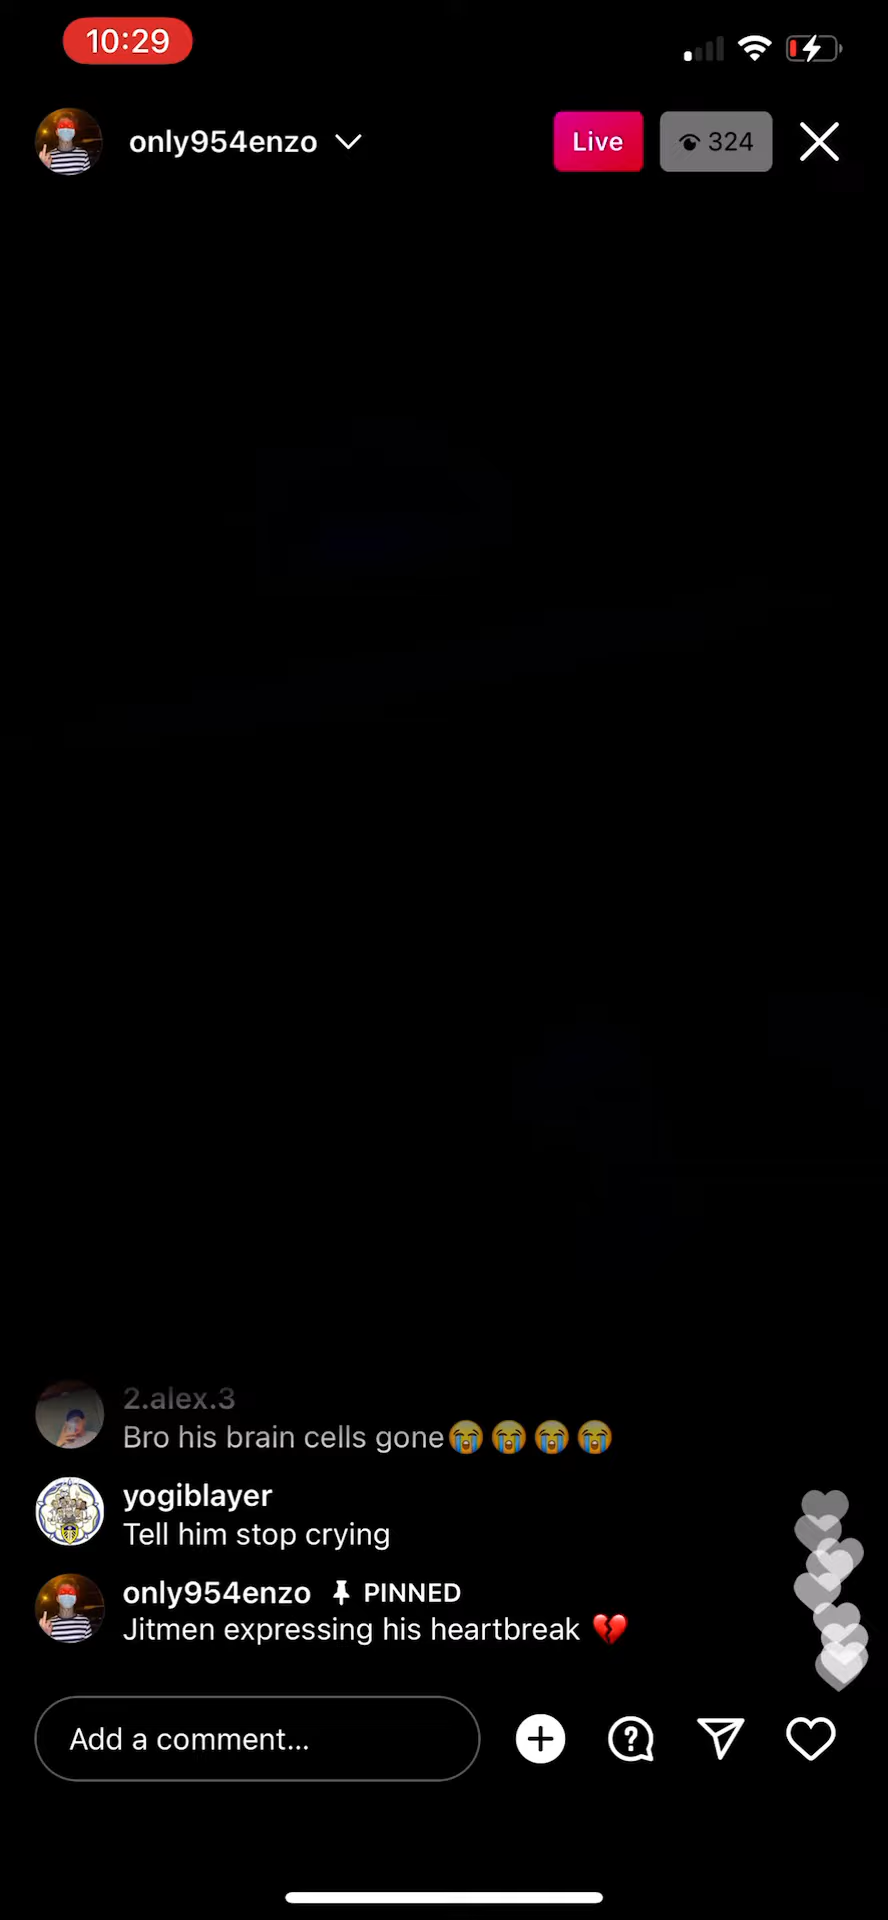 10:29
only954enzo
Live
324
2.alex.3
Bro his brain cells gone😭😭😭😭
yogiblayer
Tell him stop crying
only954enzo PINNED
Jitmen expressing his heartbreak 💔
Add a comment...